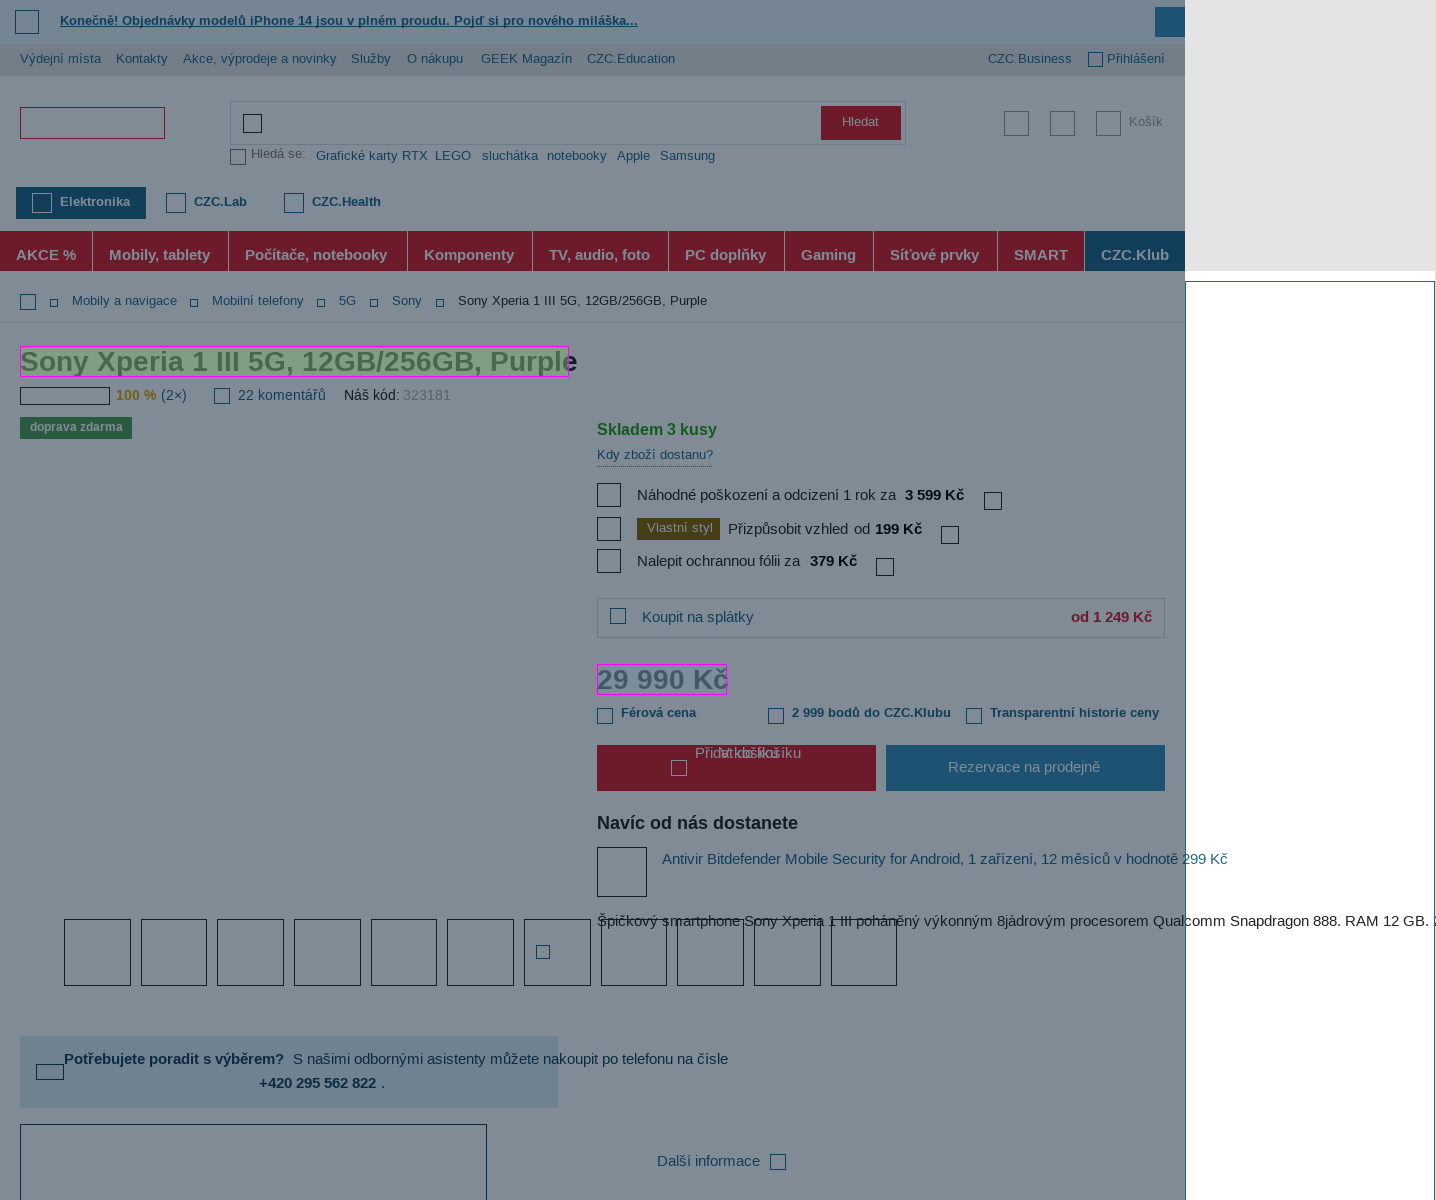 Konečně! Objednávky modelů iPhone 14 jsou v plném proudu. Pojď si pro nového miláška...
Výdejní místa Kontakty Akce, výprodeje a novinky Služby O nákupu GEEK Magazín CZC.Education CZC.Business Přihlášení
Hledat Košík
Hledá se: Grafické karty RTX LEGO sluchátka notebooky Apple Samsung
Elektronika CZC.Lab CZC.Health
AKCE % Mobily, tablety Počítače, notebooky Komponenty TV, audio, foto PC doplňky Gaming Síťové prvky SMART CZC.Klub
Mobily a navigace Mobilní telefony 5G Sony Sony Xperia 1 III 5G, 12GB/256GB, Purple
Sony Xperia 1 III 5G, 12GB/256GB, Purple
100 % (2×) 22 komentářů Náš kód: 323181
doprava zdarma
Skladem 3 kusy
Kdy zboží dostanu?
Náhodné poškození a odcizení 1 rok za 3 599 Kč
Vlastní styl Přizpůsobit vzhled od 199 Kč
Nalepit ochrannou fólii za 379 Kč
Koupit na splátky od 1 249 Kč
29 990 Kč
Férová cena 2 999 bodů do CZC.Klubu Transparentní historie ceny
Přidat do košíku
V košíku
Rezervace na prodejně
Navíc od nás dostanete
Antivir Bitdefender Mobile Security for Android, 1 zařízení, 12 měsíců v hodnotě 299 Kč
Špičkový smartphone Sony Xperia 1 III poháněný výkonným 8jádrovým procesorem Qualcomm Snapdragon 888. RAM 12 GB.
Potřebujete poradit s výběrem? S našimi odbornými asistenty můžete nakoupit po telefonu na čísle
+420 295 562 822 .
Další informace